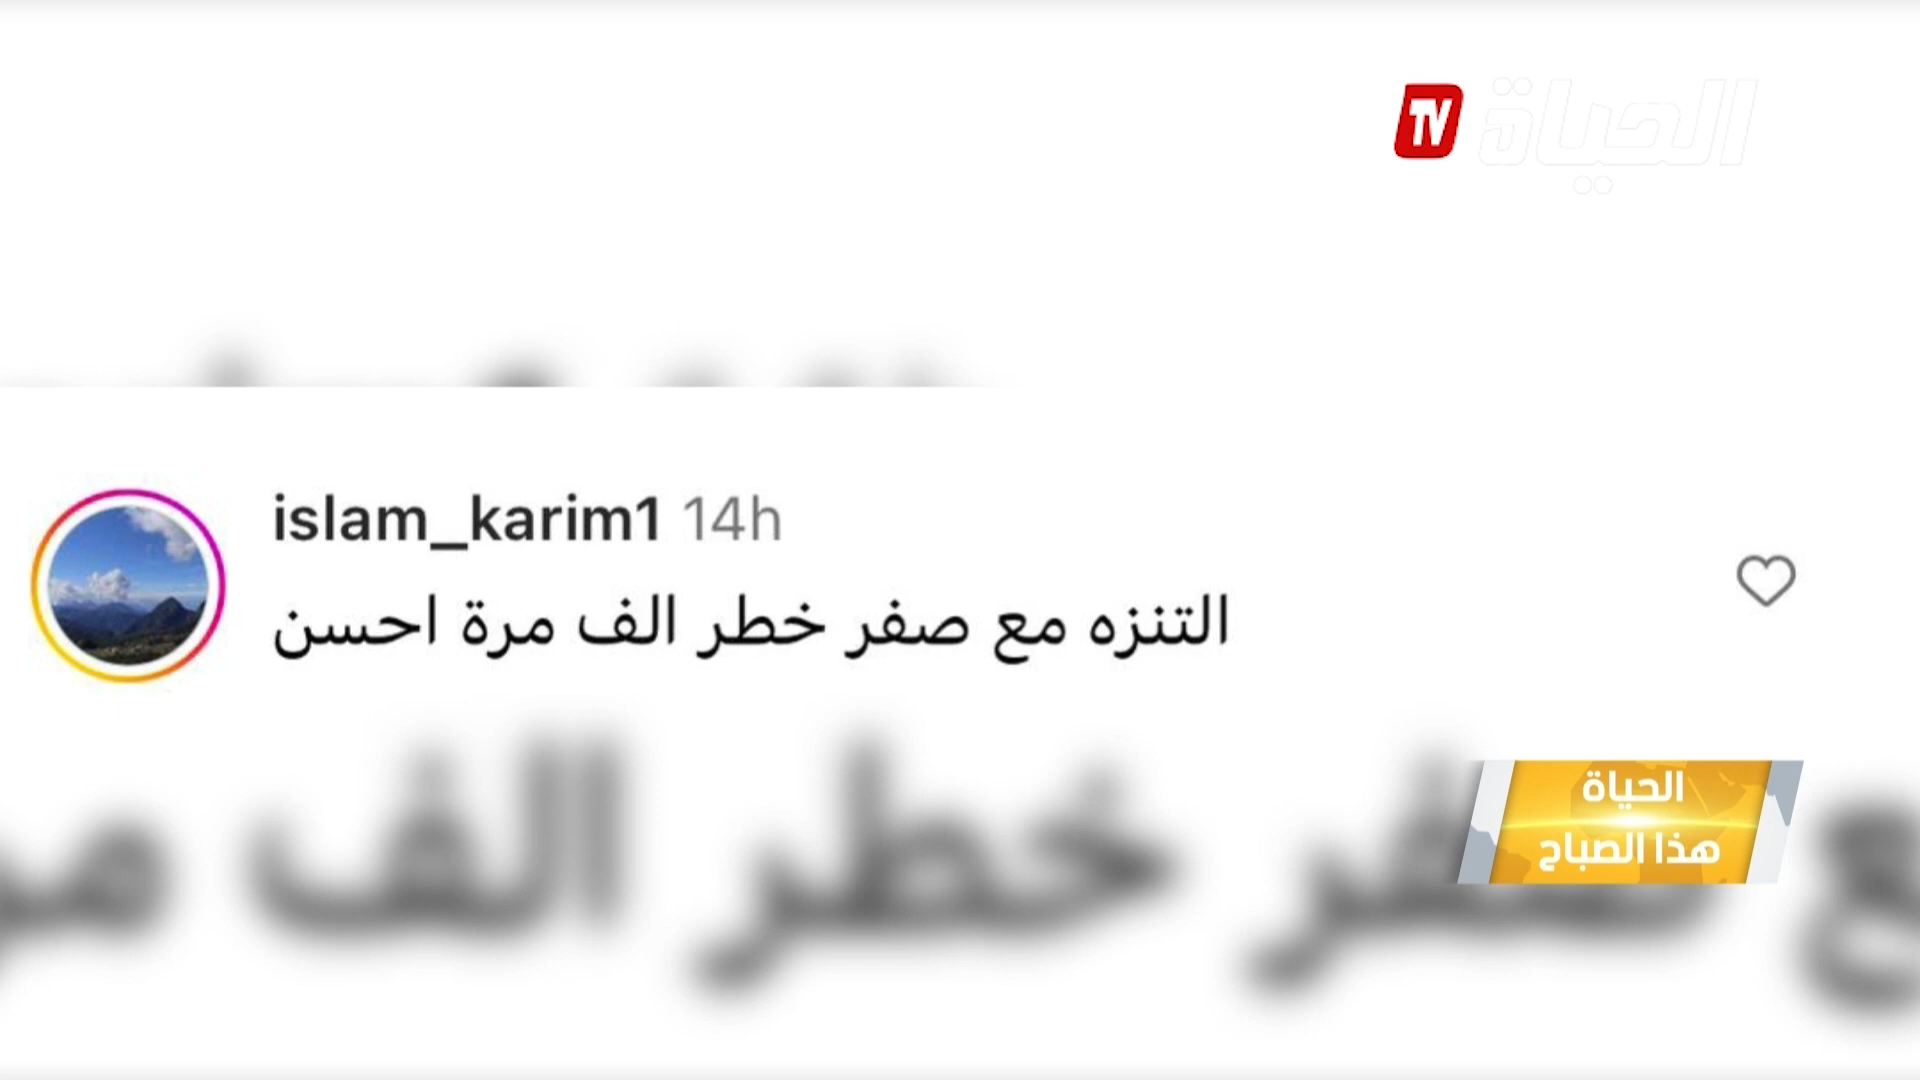 TV الحياة
islam_karim1 14h
التنزه مع صفر خطر الف مرة احسن
الحياة
هذا الصباح